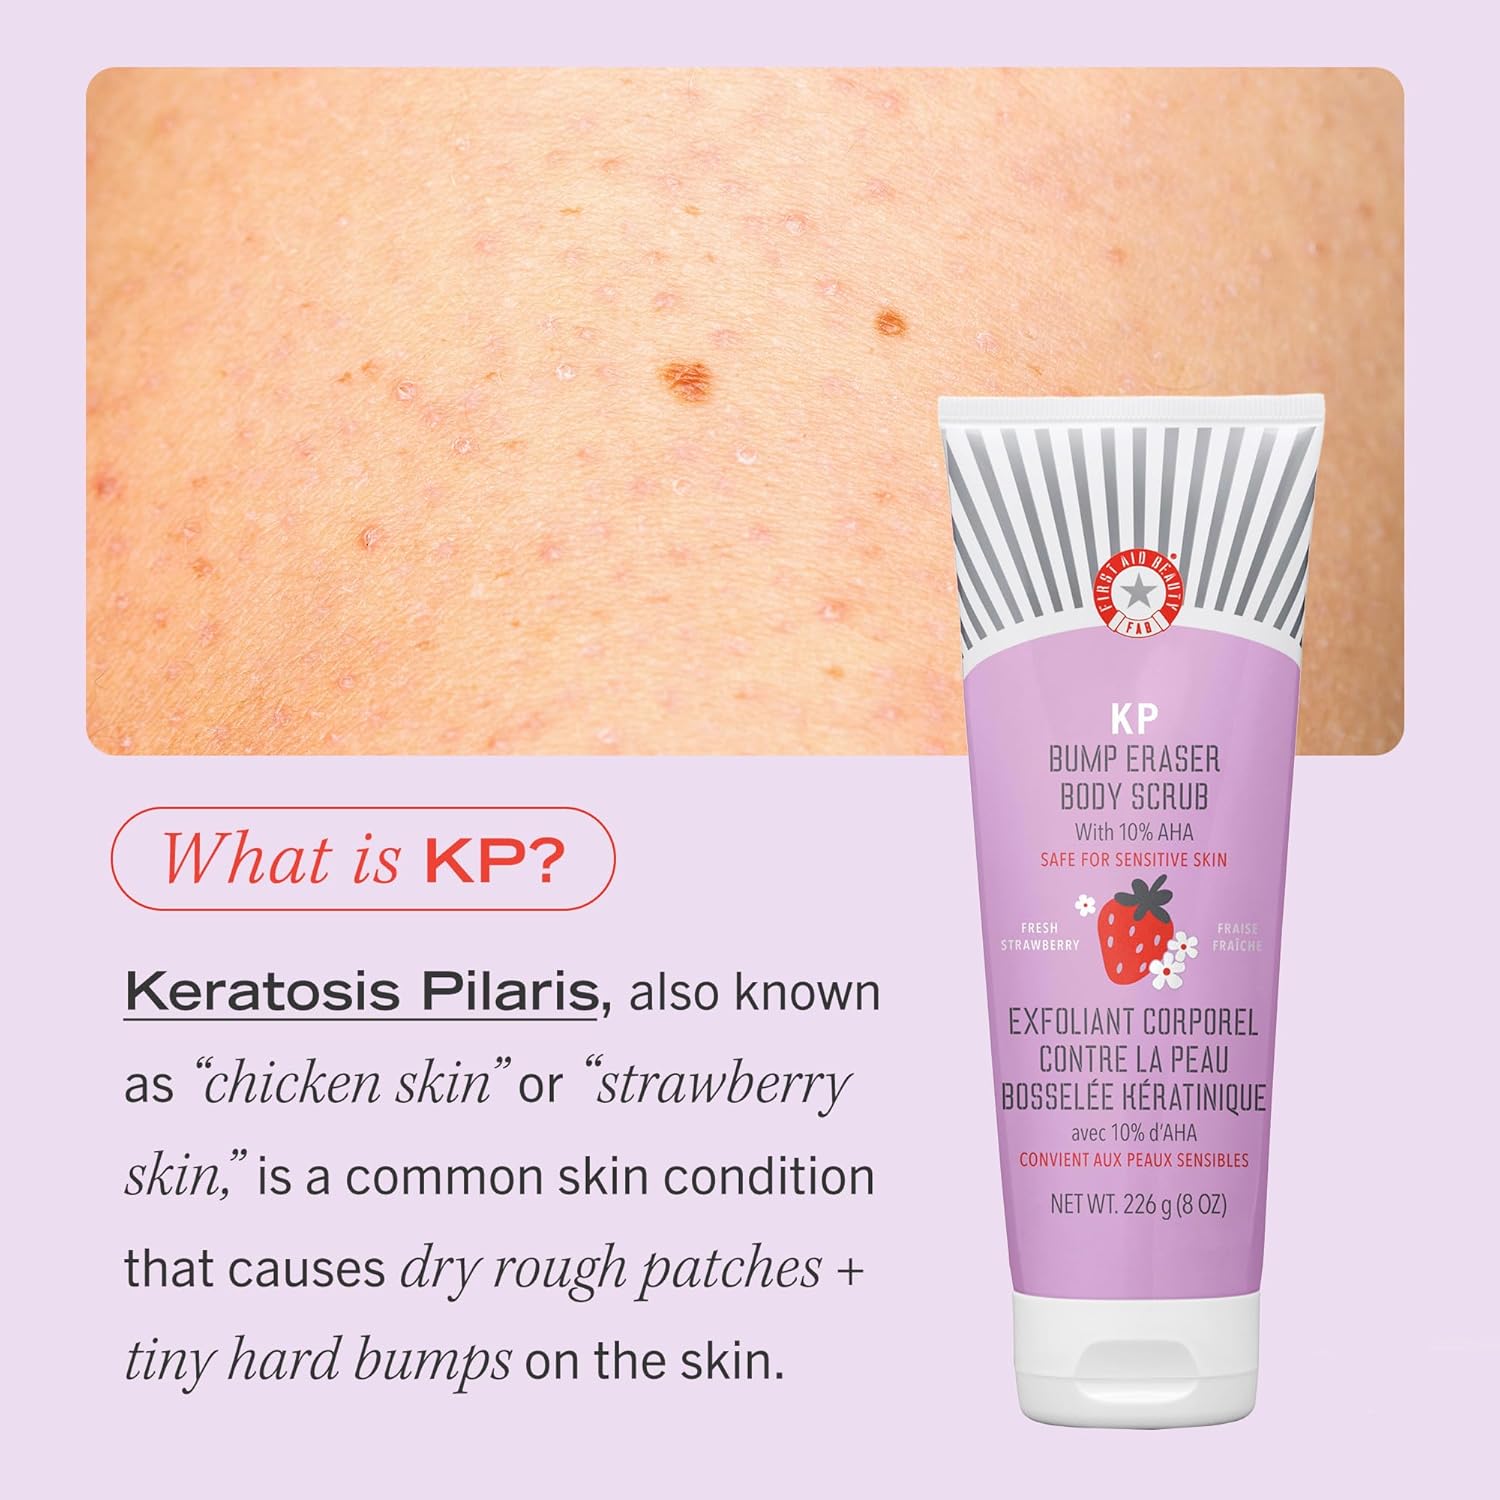 What is KP?
Keratosis Pilaris, also known
as “chicken skin” or “strawberry
skin,” is a common skin condition
that causes dry rough patches +
tiny hard bumps on the skin.
FIRST AID BEAUTY
FAB
KP
BUMP ERASER
BODY SCRUB
With 10% AHA
SAFE FOR SENSITIVE SKIN
FRESH
STRAWBERRY
FRAISE
FRAÎCHE
EXFOLIANT CORPOREL
CONTRE LA PEAU
BOSSELÉE KÉRATINIQUE
avec 10% d'AHA
CONVIENT AUX PEAUX SENSIBLES
NET WT. 226 g (8 OZ)